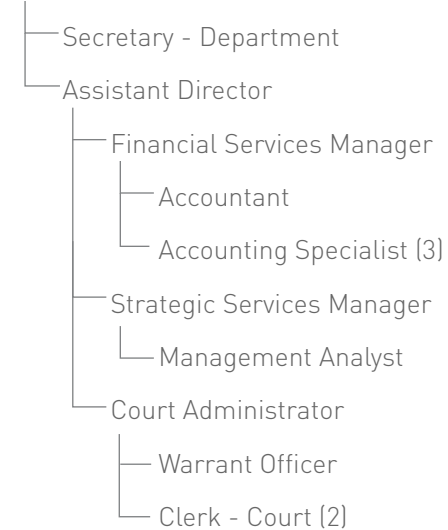 Secretary - Department
Assistant Director
Financial Services Manager
Accountant
Accounting Specialist (3)
Strategic Services Manager
Management Analyst
Court Administrator
Warrant Officer
Clerk - Court (2)